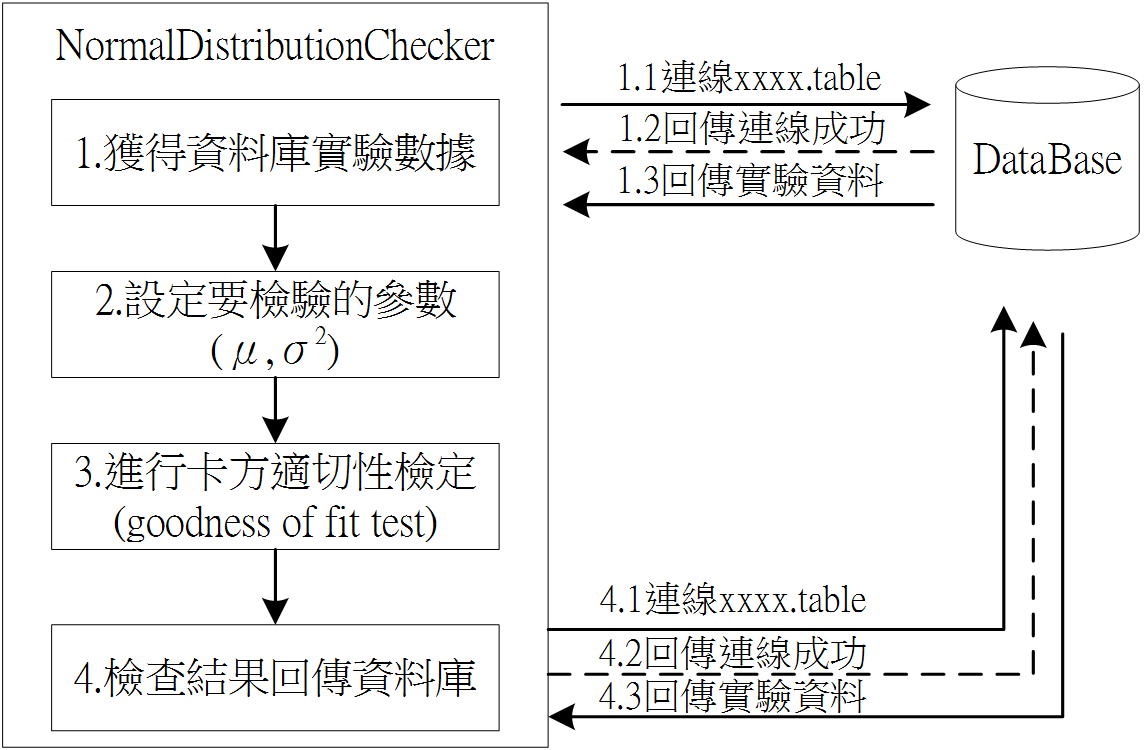 NormalDistributionChecker
1.獲得資料庫實驗數據
2.設定要檢驗的參數
(μ,σ²)
3.進行卡方適切性檢定
(goodness of fit test)
4.檢查結果回傳資料庫
1.1連線xxxx.table
1.2回傳連線成功
1.3回傳實驗資料
DataBase
4.1連線xxxx.table
4.2回傳連線成功
4.3回傳實驗資料